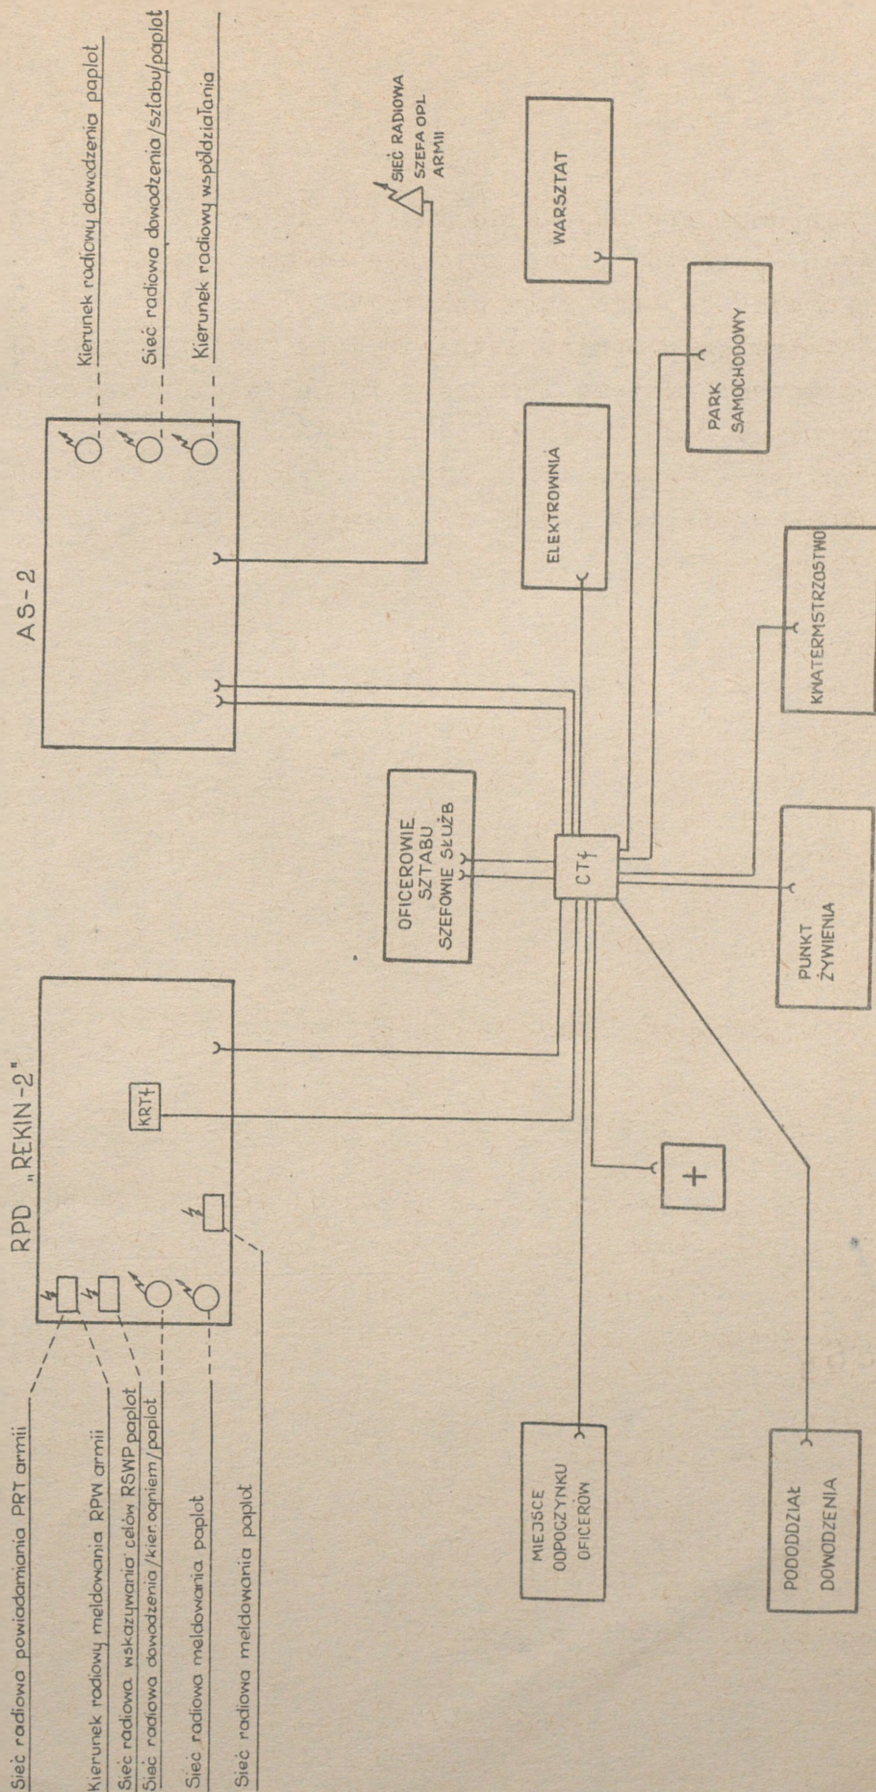 RPD „REKIN-2"
AS-2
Sieć radiowa powiadamiania PRT armii
Kierunek radiowy meldowania RPW armii
Sieć radiowa wskazywania celów RSWP paplot
Sieć radiowa dowodzenia/kier. ogniem/paplot
Sieć radiowa meldowania paplot
Sieć radiowa meldowania paplot
KRTf
Kierunek radiowy dowodzenia paplot
Sieć radiowa dowodzenia/sztabu/paplot
Kierunek radiowy współdziałania
SIEĆ RADIOWA
SZEFA OPL
ARMII
OFICEROWIE
SZTABU
SZEFOWIE SŁUŻB
CTf
ELEKTROWNIA
WARSZTAT
PARK
SAMOCHODOWY
KWATERMSTRZOSTWO
PUNKT
ŻYWIENIA
MIEJSCE
ODPOCZYNKU
OFICERÓW
PODODDZIAŁ
DOWODZENIA